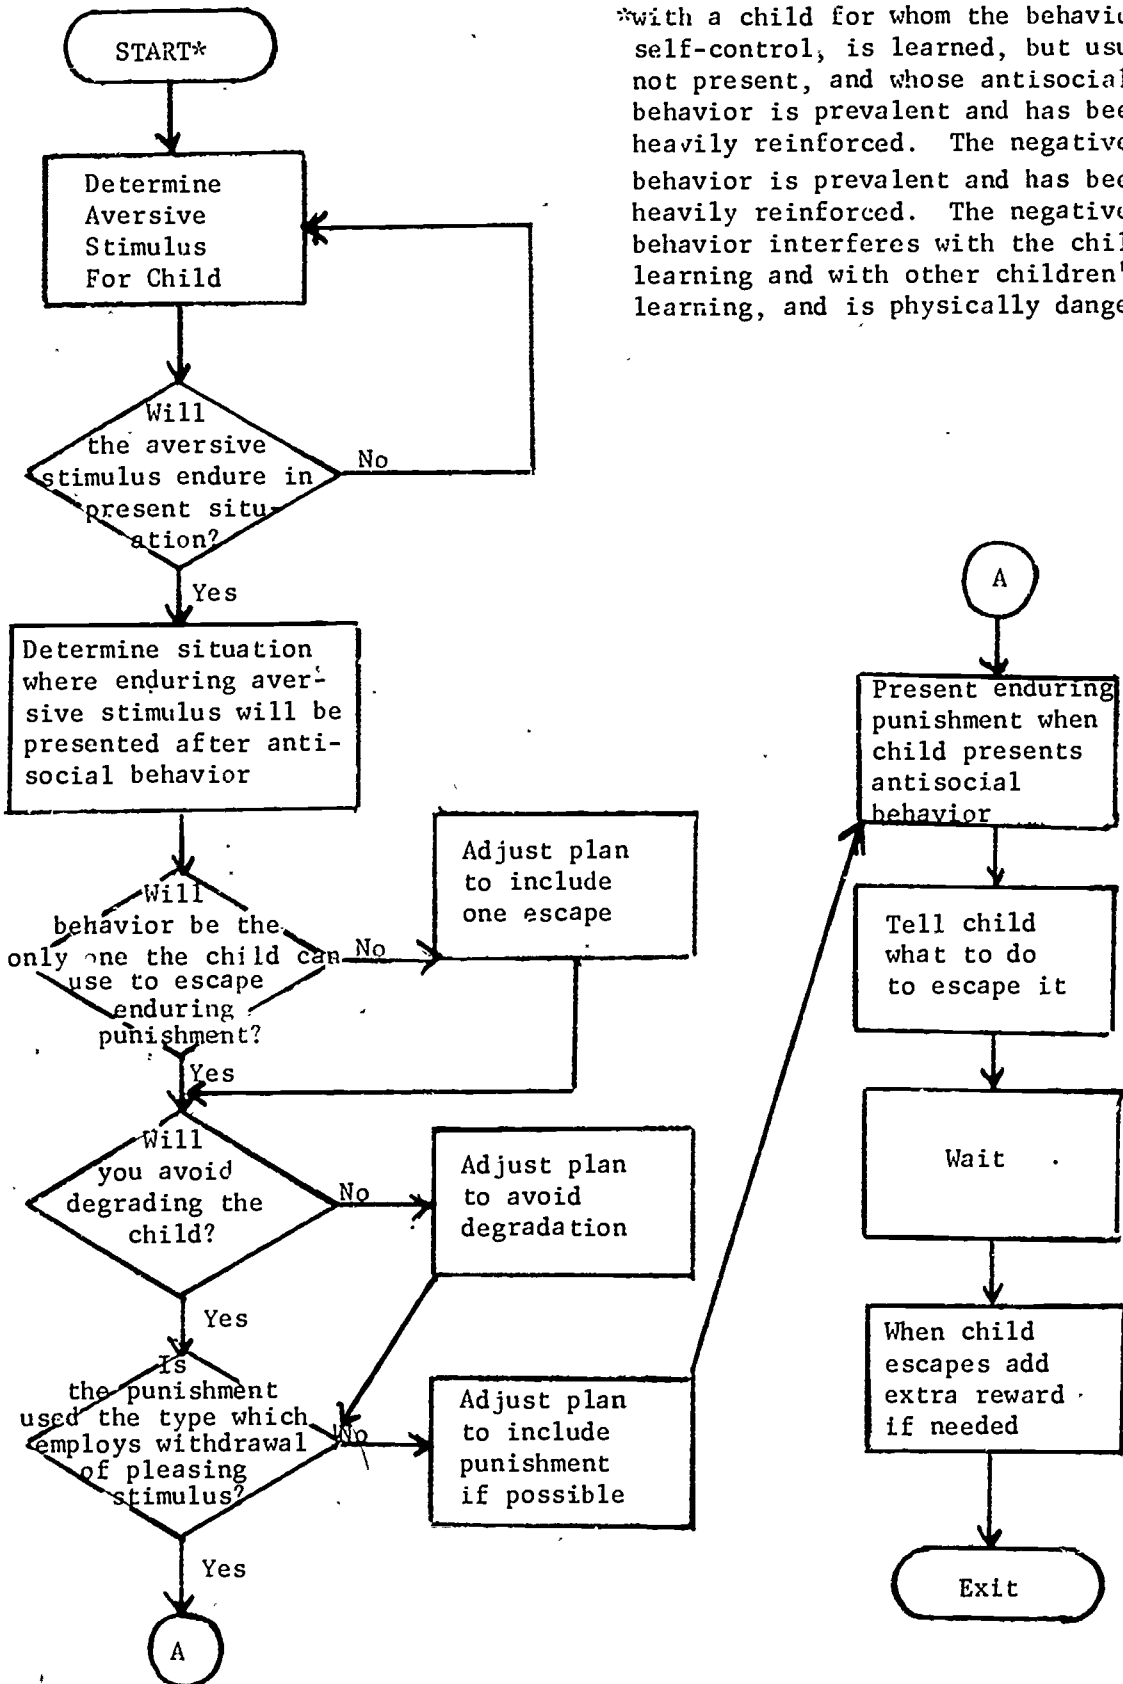 START*
*with a child for whom the behavio
self-control, is learned, but usu
not present, and whose antisocial
behavior is prevalent and has bee
heavily reinforced. The negative
behavior is prevalent and has bee
heavily reinforced. The negative
behavior interferes with the chil
learning and with other children'
learning, and is physically dange
Determine
Aversive
Stimulus
For Child
Will
the aversive
stimulus endure in
present situ-
ation?
No
Yes
Determine situation
where enduring aver-
sive stimulus will be
presented after anti-
social behavior
Will
behavior be the
only one the child can
use to escape
enduring
punishment?
No
Adjust plan
to include
one escape
Yes
Will
you avoid
degrading the
child?
No
Adjust plan
to avoid
degradation
Yes
Is
the punishment
used the type which
employs withdrawal
of pleasing
stimulus?
No
Adjust plan
to include
punishment
if possible
Yes
A
A
Present enduring
punishment when
child presents
antisocial
behavior
Tell child
what to do
to escape it
Wait
When child
escapes add
extra reward
if needed
Exit